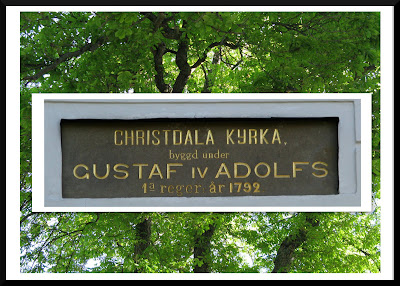 CHRISTDALA KYRKA,
byggd under
GUSTAF IV ADOLFS
1a reger år 1792